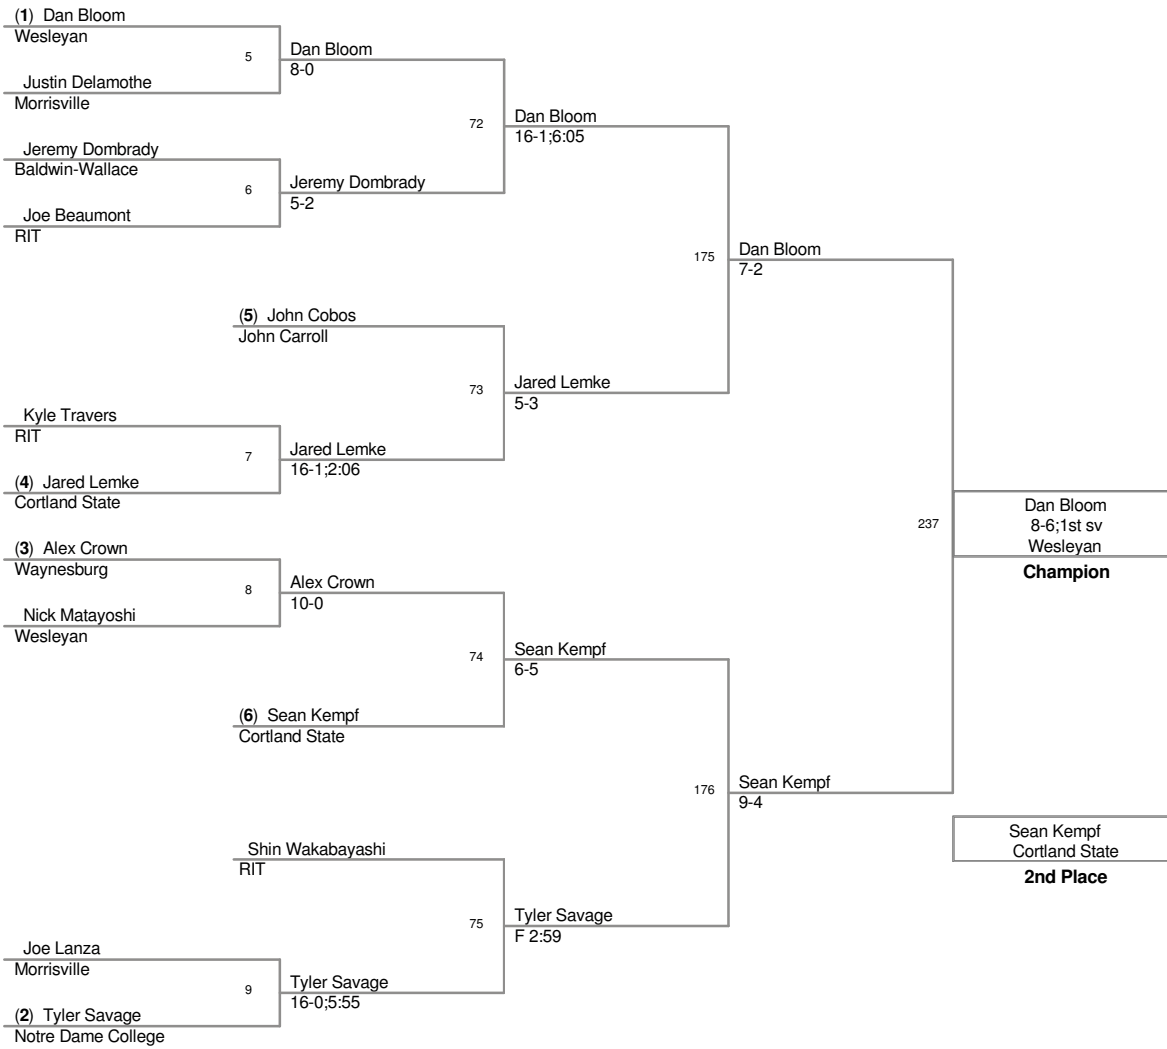 (1) Dan Bloom
Wesleyan
5
Dan Bloom
8-0
Justin Delamothe
Morrisville
72
Dan Bloom
16-1;6:05
Jeremy Dombrady
Baldwin-Wallace
6
Jeremy Dombrady
5-2
Joe Beaumont
RIT
175
Dan Bloom
7-2
(5) John Cobos
John Carroll
73
Jared Lemke
5-3
Kyle Travers
RIT
7
Jared Lemke
16-1;2:06
(4) Jared Lemke
Cortland State
237
Dan Bloom
8-6;1st sv
Wesleyan
Champion
(3) Alex Crown
Waynesburg
8
Alex Crown
10-0
Nick Matayoshi
Wesleyan
74
Sean Kempf
6-5
(6) Sean Kempf
Cortland State
176
Sean Kempf
9-4
Sean Kempf
Cortland State
2nd Place
Shin Wakabayashi
RIT
75
Tyler Savage
F 2:59
Joe Lanza
Morrisville
9
Tyler Savage
16-0;5:55
(2) Tyler Savage
Notre Dame College